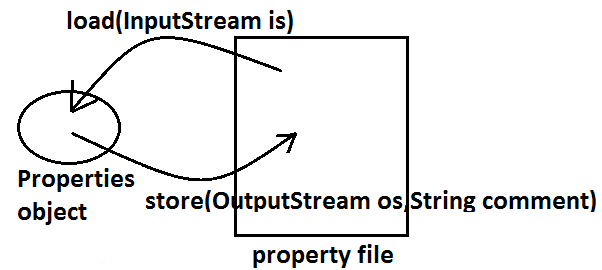 load(InputStream is)
Properties
object
store(OutputStream os,String comment)
property file